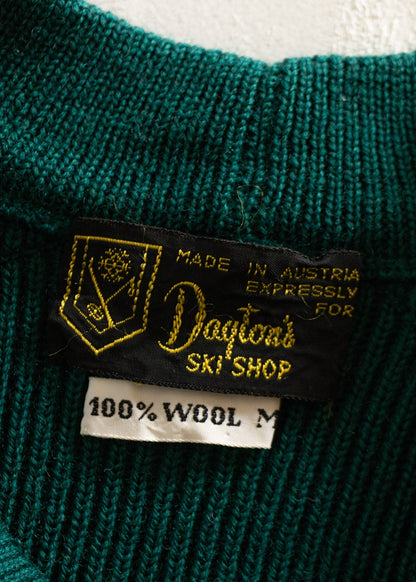 MADE IN AUSTRIA
EXPRESSLY
FOR
Dayton's
SKI SHOP
100% WOOL M